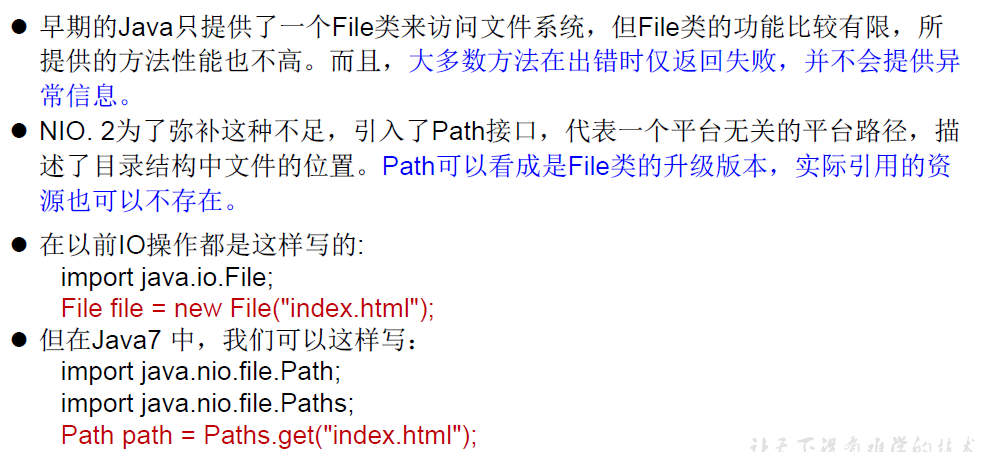 ● 早期的Java只提供了一个File类来访问文件系统，但File类的功能比较有限，所
提供的方法性能也不高。而且，大多数方法在出错时仅返回失败，并不会提供异
常信息。
● NIO. 2为了弥补这种不足，引入了Path接口，代表一个平台无关的平台路径，描
述了目录结构中文件的位置。Path可以看成是File类的升级版本，实际引用的资
源也可以不存在。
● 在以前IO操作都是这样写的:
import java.io.File;
File file = new File("index.html");
● 但在Java7 中，我们可以这样写：
import java.nio.file.Path;
import java.nio.file.Paths;
Path path = Paths.get("index.html");
让天下没有难学的技术